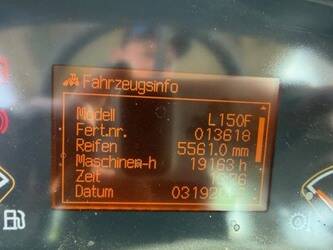 Fahrzeugsinfo
Modell L150F
Fert.nr. 013618
Reifen 5561.0 mm
Maschinen-h 19163 h
Zeit
Datum